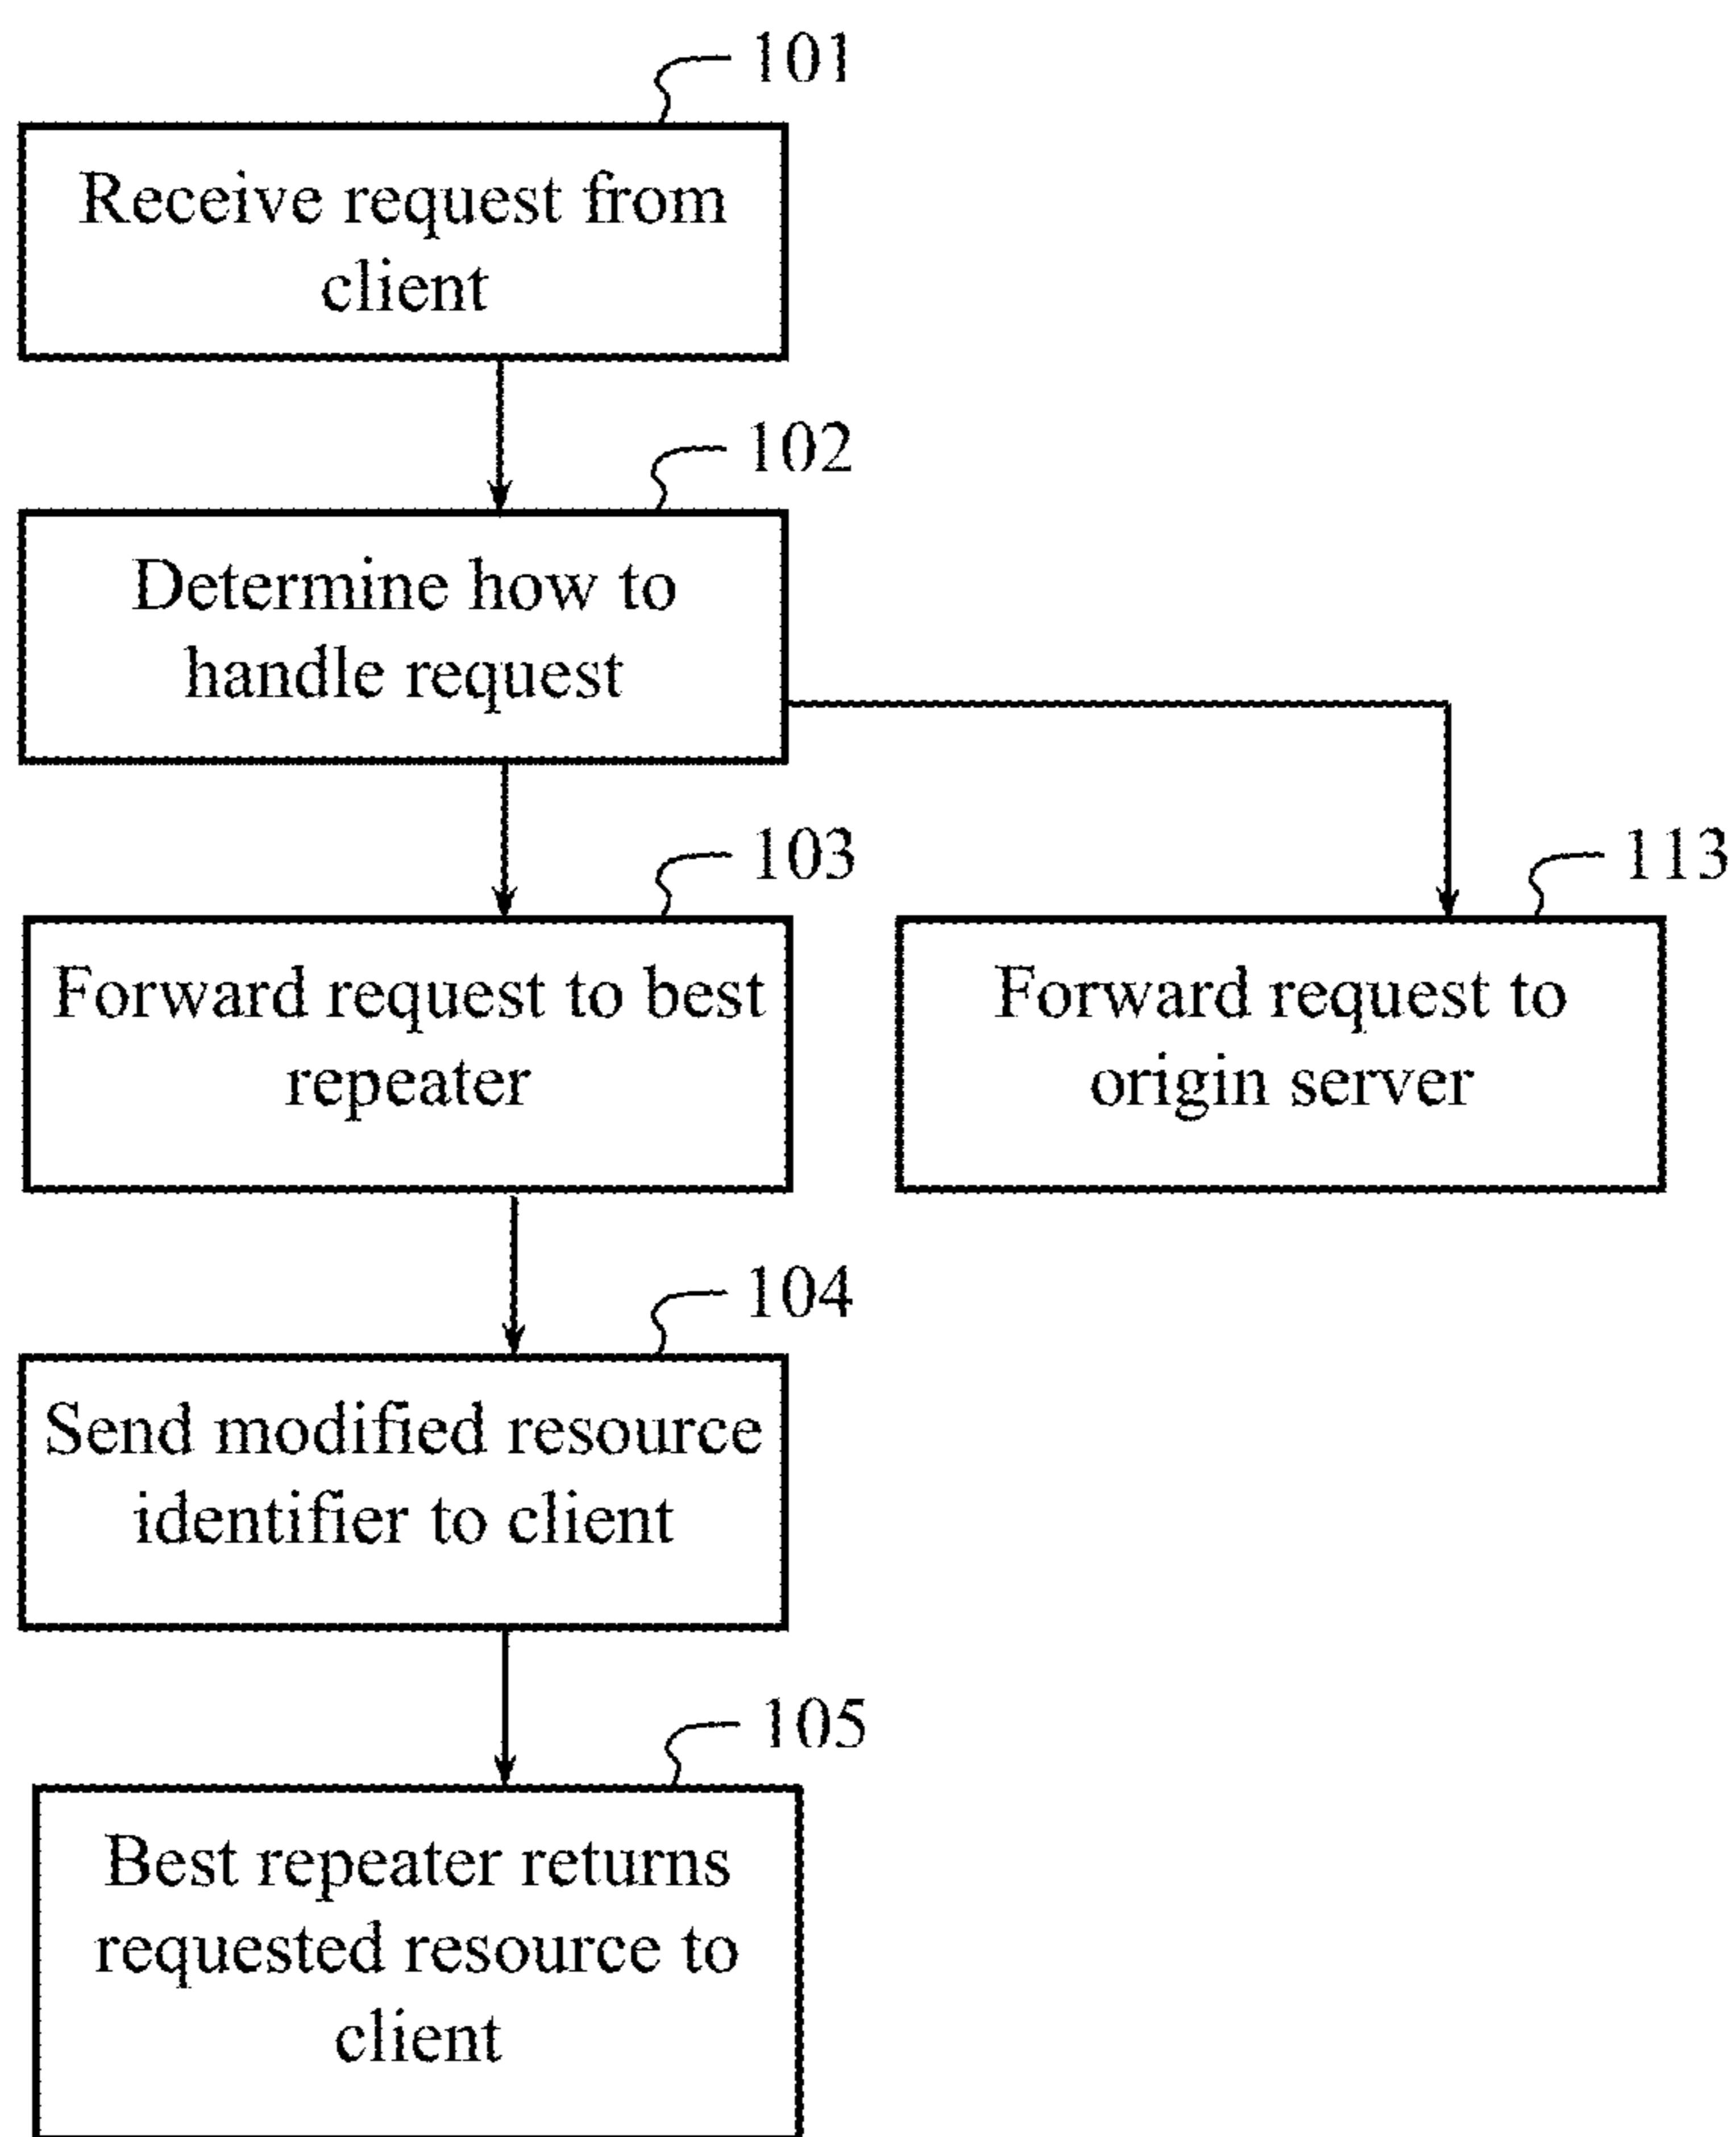 101
Receive request from
client
102
Determine how to
handle request
103
Forward request to best
repeater
113
Forward request to
origin server
104
Send modified resource
identifier to client
105
Best repeater returns
requested resource to
client